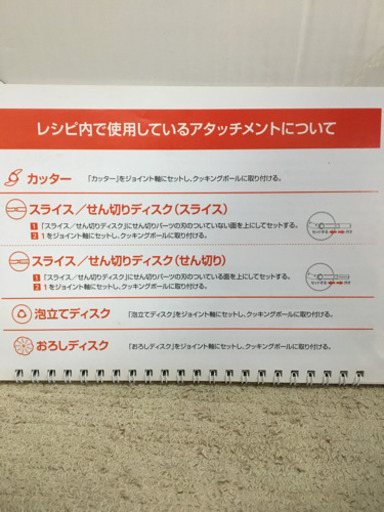 レシピ内で使用しているアタッチメントについて
カッター 「カッター」をジョイント軸にセットし、クッキングボールに取り付ける。
スライス／せん切りディスク(スライス)
1 「スライス／せん切りディスク」にせん切りパーツの刃のついていない面を上にしてセットする。
2 1をジョイント軸にセットし、クッキングボールに取り付ける。
スライス／せん切りディスク(せん切り)
1 「スライス／せん切りディスク」にせん切りパーツの刃のついている面を上にしてセットする。
2 1をジョイント軸にセットし、クッキングボールに取り付ける。
泡立てディスク 「泡立てディスク」をジョイント軸にセットし、クッキングボールに取り付ける。
おろしディスク 「おろしディスク」をジョイント軸にセットし、クッキングボールに取り付ける。